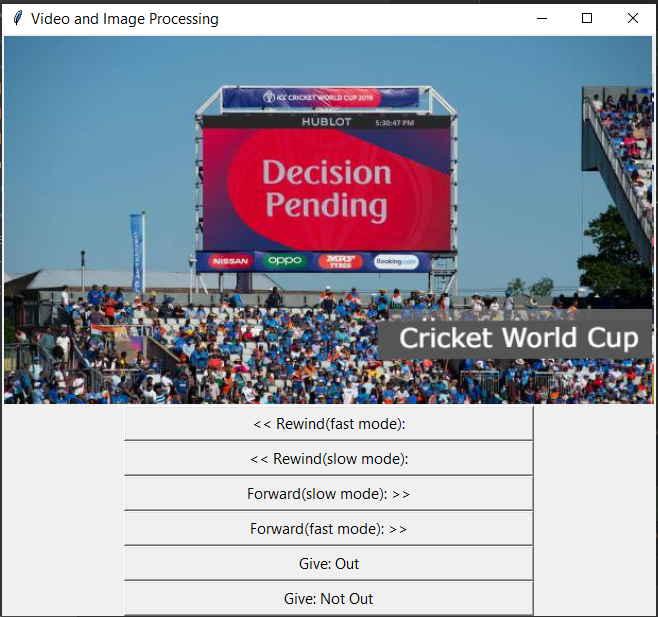 Video and Image Processing
ICC CRICKET WORLD CUP 2019
HUBLOT 5:30:47 PM
Decision
Pending
NISSAN oppo MRF TYRES Booking.com
Cricket World Cup
<< Rewind(fast mode):
<< Rewind(slow mode):
Forward(slow mode): >>
Forward(fast mode): >>
Give: Out
Give: Not Out